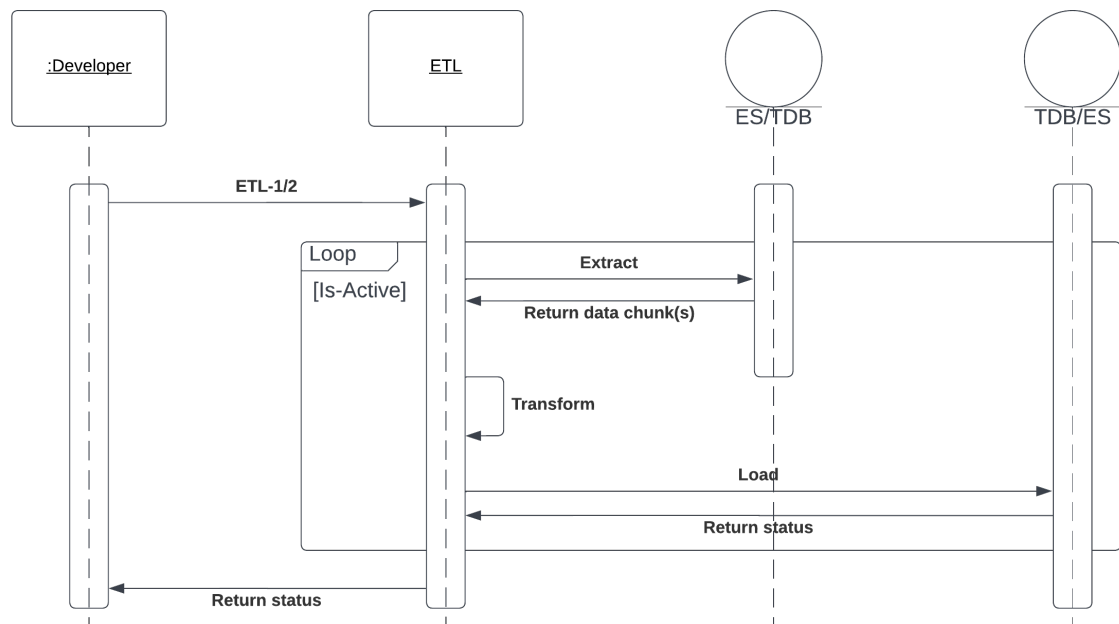 :Developer
ETL
ES/TDB
TDB/ES
ETL-1/2
Loop
Extract
[Is-Active]
Return data chunk(s)
Transform
Load
Return status
Return status